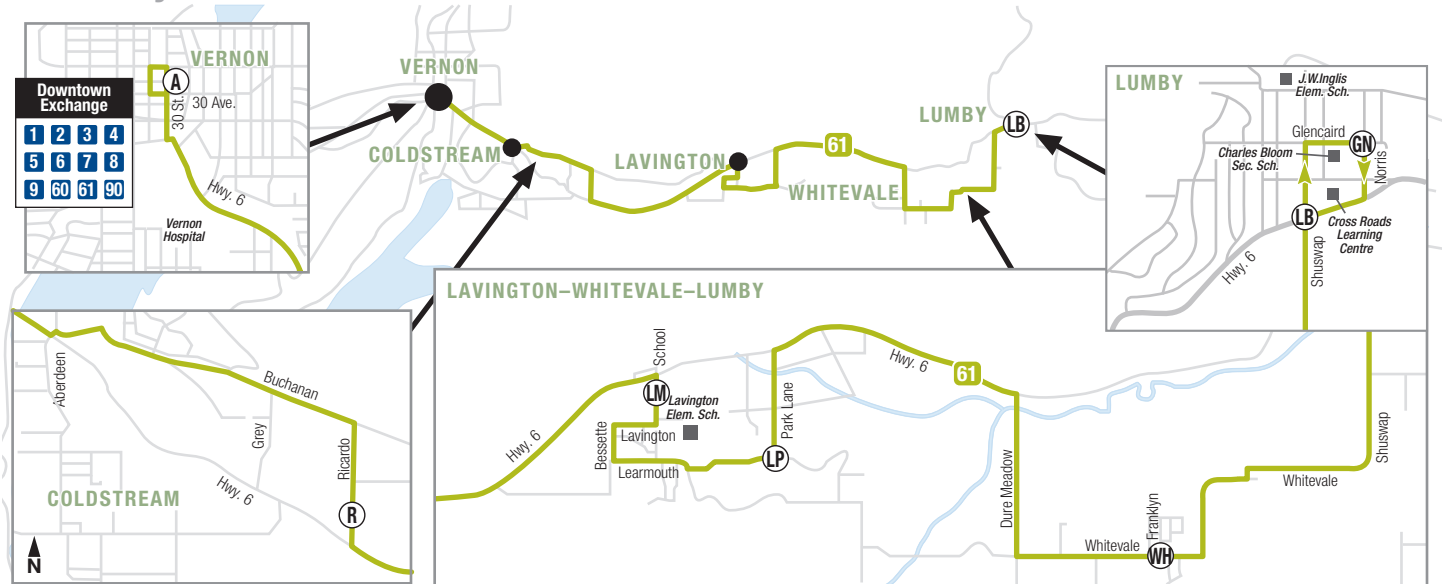 VERNON
A
30 St.
30 Ave.
Hwy. 6
Vernon
Hospital
Downtown
Exchange
1 2 3 4
5 6 7 8
9 60 61 90
VERNON
COLDSTREAM
LAVINGTON
61
WHITEVALE
LUMBY
LB
LUMBY
J.W.Inglis
Elem. Sch.
Glencaird
GN
Charles Bloom
Sec. Sch.
Norris
LB
Cross Roads
Learning
Centre
Hwy. 6
Shuswap
COLDSTREAM
Aberdeen
Buchanan
Grey
Ricardo
Hwy. 6
R
N
LAVINGTON–WHITEVALE–LUMBY
School
LM
Lavington
Elem. Sch.
Hwy. 6
Bessette
Lavington
Learmouth
LP
Park Lane
Hwy. 6
61
Dure Meadow
Whitevale
Franklyn
WH
Whitevale
Shuswap